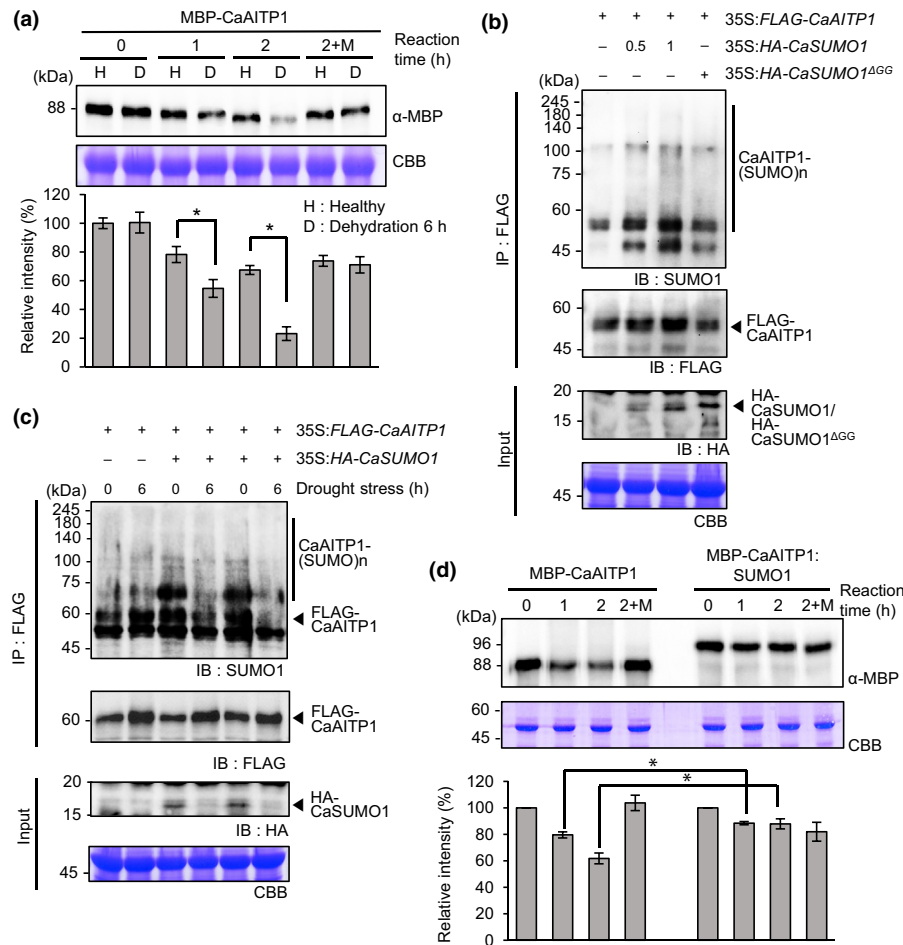 (a)
MBP-CaAITP1
0 1 2 2+M Reaction
time (h)
(kDa) H D H D H D H D
88 α-MBP
CBB
Relative intensity (%)
140
120
100
80
60
40
20
0
* *
H : Healthy
D : Dehydration 6 h
(b)
+ + + + 35S:FLAG-CaAITP1
– 0.5 1 – 35S:HA-CaSUMO1
– – – + 35S:HA-CaSUMO1ΔGG
(kDa)
IP : FLAG
245
180
140
100
75
60
45
CaAITP1-
(SUMO)n
IB : SUMO1
60
45
FLAG-
CaAITP1
IB : FLAG
Input
20
15
HA-
CaSUMO1/
HA-
CaSUMO1ΔGG
IB : HA
45
CBB
(c)
+ + + + + + 35S:FLAG-CaAITP1
– – + + + + 35S:HA-CaSUMO1
(kDa) 0 6 0 6 0 6 Drought stress (h)
IP : FLAG
245
180
140
100
75
60
45
CaAITP1-
(SUMO)n
FLAG-
CaAITP1
IB : SUMO1
60
FLAG-
CaAITP1
IB : FLAG
Input
20
15
HA-
CaSUMO1
IB : HA
45
CBB
(d)
MBP-CaAITP1
MBP-CaAITP1:
SUMO1
(kDa) 0 1 2 2+M 0 1 2 2+M Reaction
time (h)
96
88
α-MBP
60
45
CBB
Relative intensity (%)
120
100
80
60
40
20
0
*
*